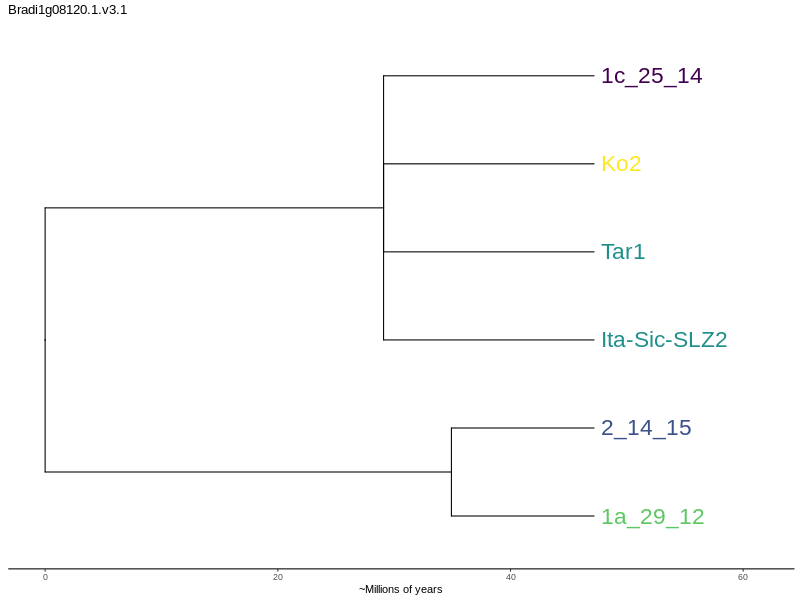 Bradi1g08120.1.v3.1
1c_25_14
Ko2
Tar1
Ita-Sic-SLZ2
2_14_15
1a_29_12
0 20 40 60
~Millions of years